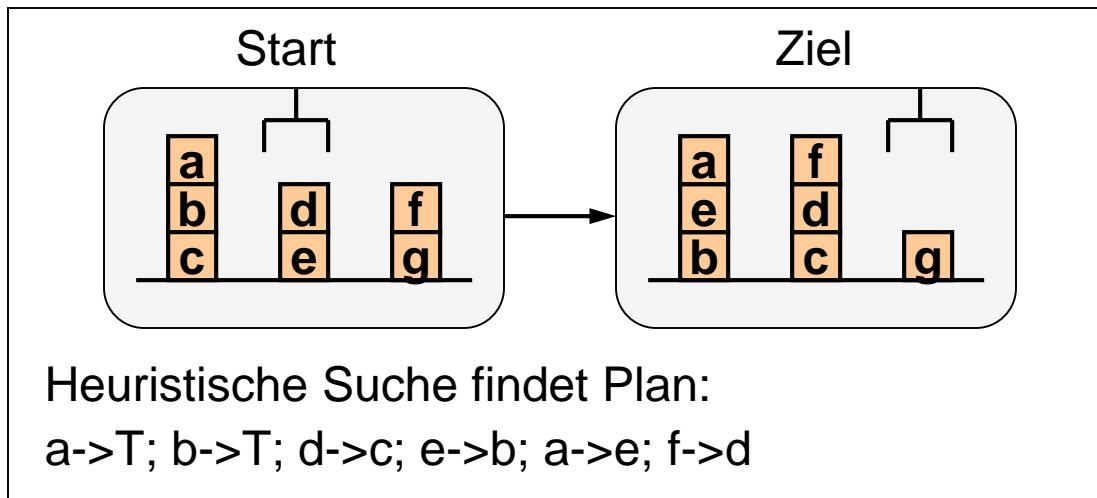 Start Ziel
a a f
b d f e d
c e g b c g
Heuristische Suche findet Plan:
a->T; b->T; d->c; e->b; a->e; f->d